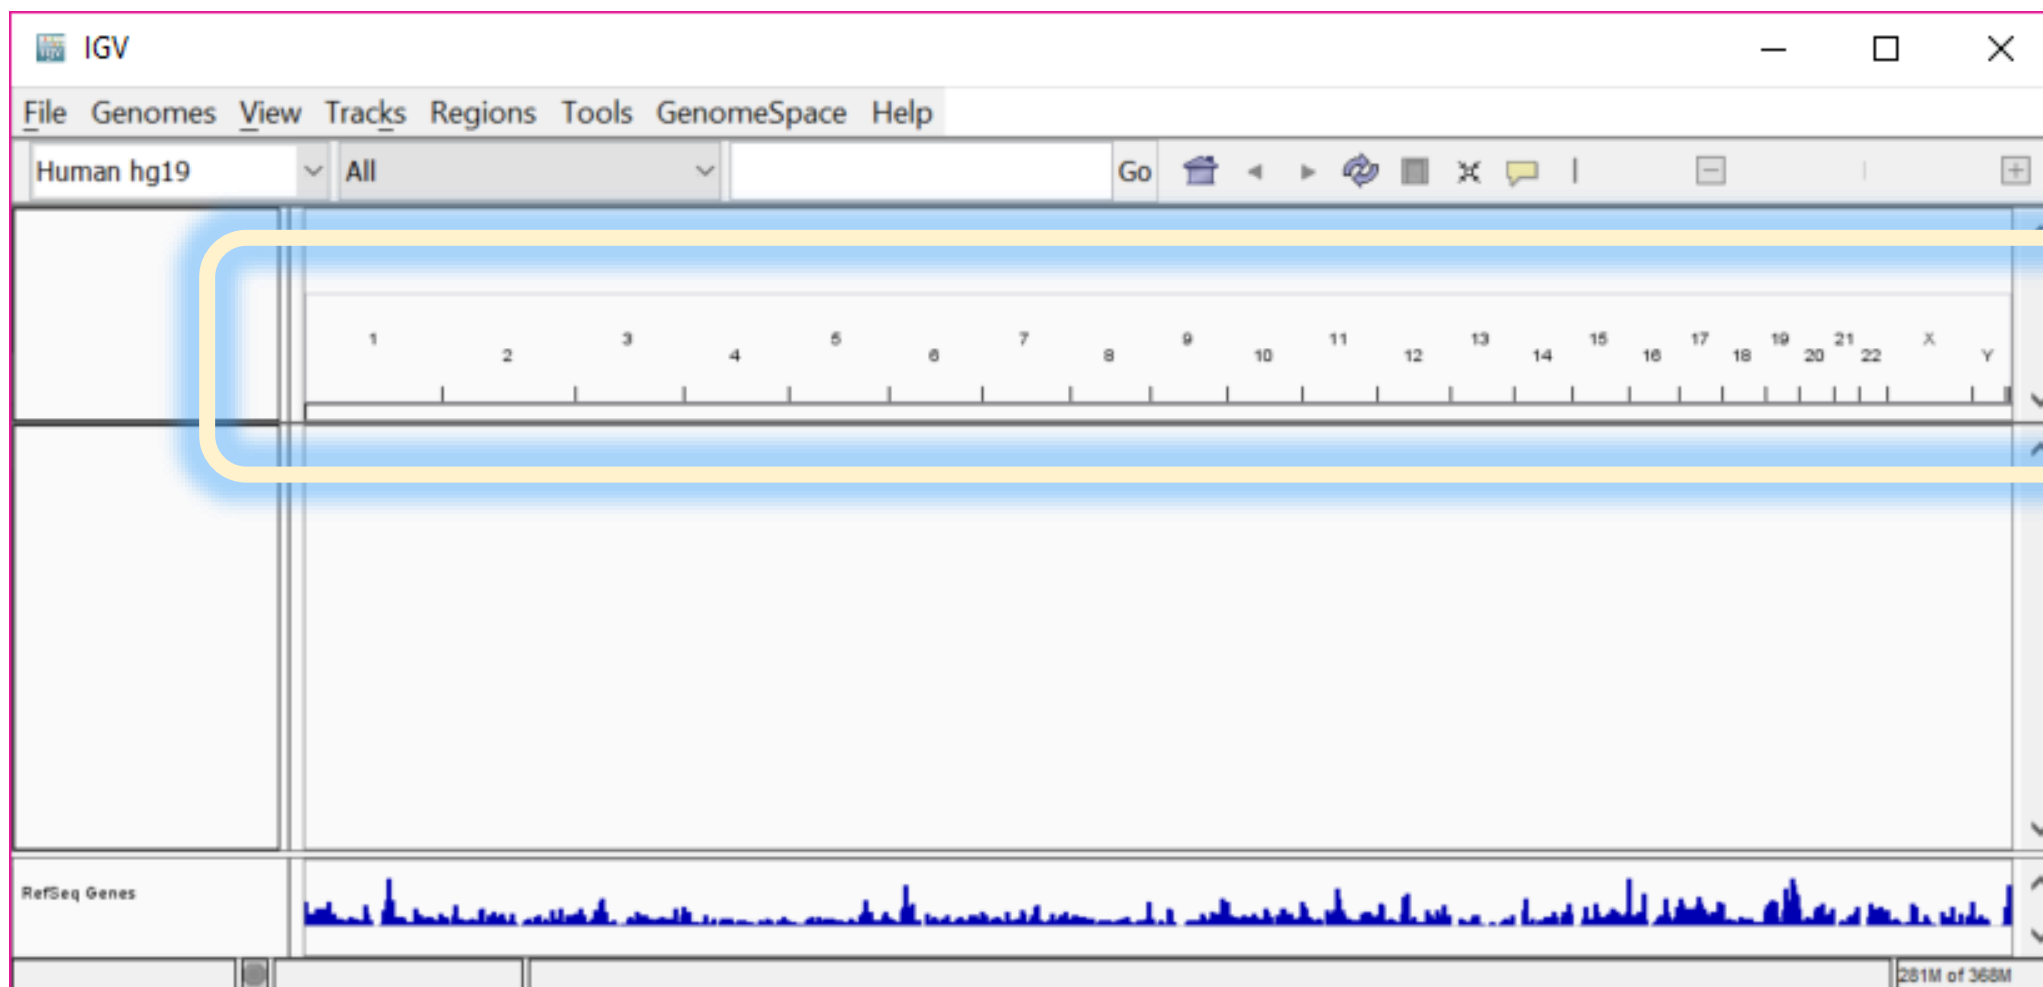 IGV
File Genomes View Tracks Regions Tools GenomeSpace Help
Human hg19 All Go
1 2 3 4 5 6 7 8 9 10 11 12 13 14 15 16 17 18 19 20 21 22 X Y
RefSeq Genes
281M of 368M